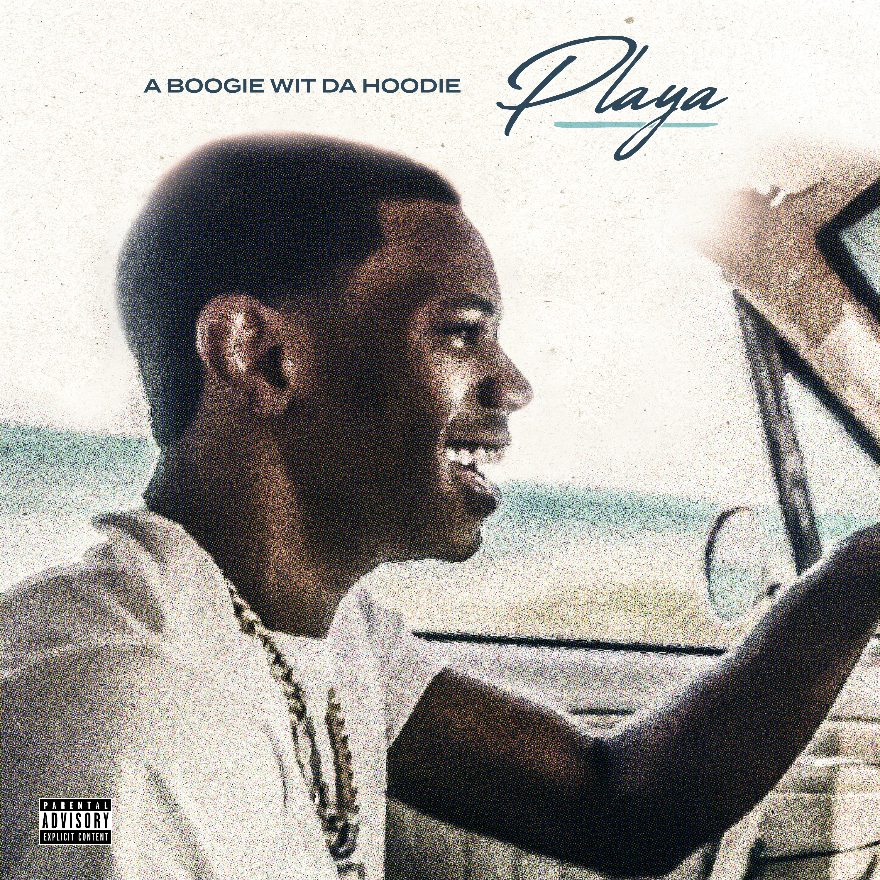 A BOOGIE WIT DA HOODIE
Playa
PARENTAL
ADVISORY
EXPLICIT CONTENT